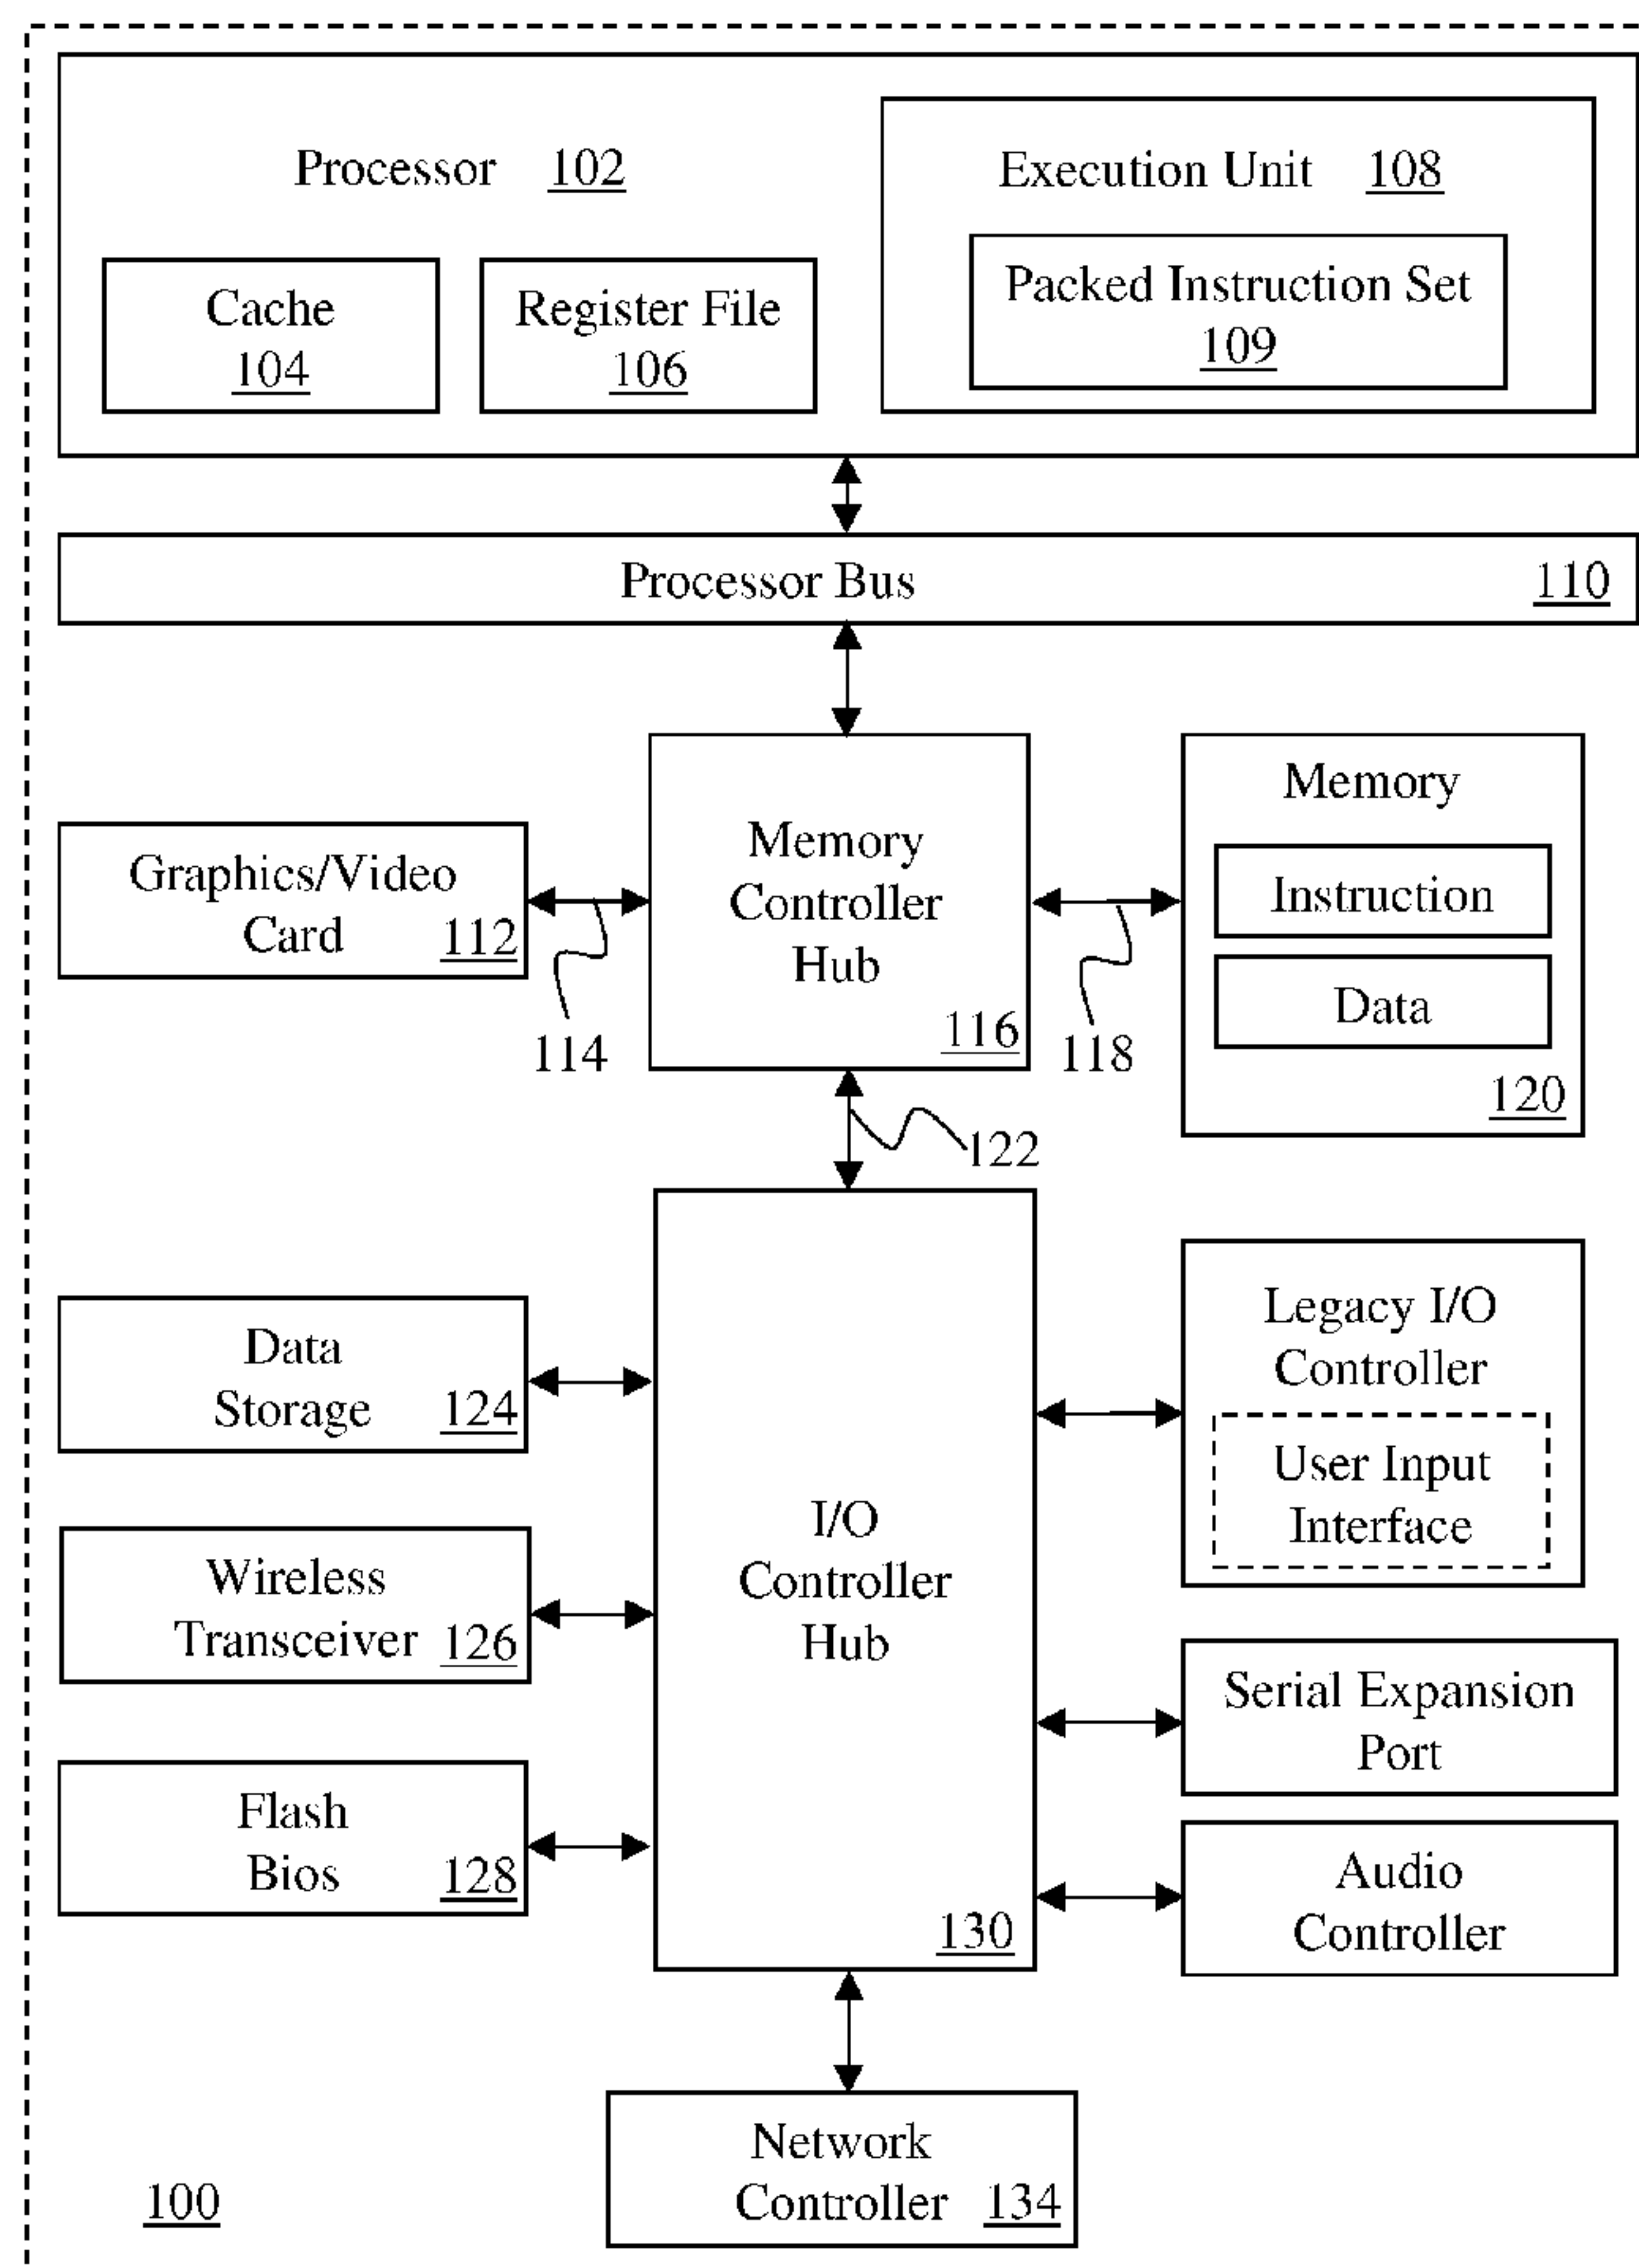 Processor 102
Execution Unit 108
Cache
104
Register File
106
Packed Instruction Set
109
Processor Bus 110
Graphics/Video
Card 112
114
Memory
Controller
Hub
116
118
Memory
Instruction
Data
120
122
Data
Storage 124
Wireless
Transceiver 126
Flash
Bios 128
I/O
Controller
Hub
130
Legacy I/O
Controller
User Input
Interface
Serial Expansion
Port
Audio
Controller
Network
Controller 134
100